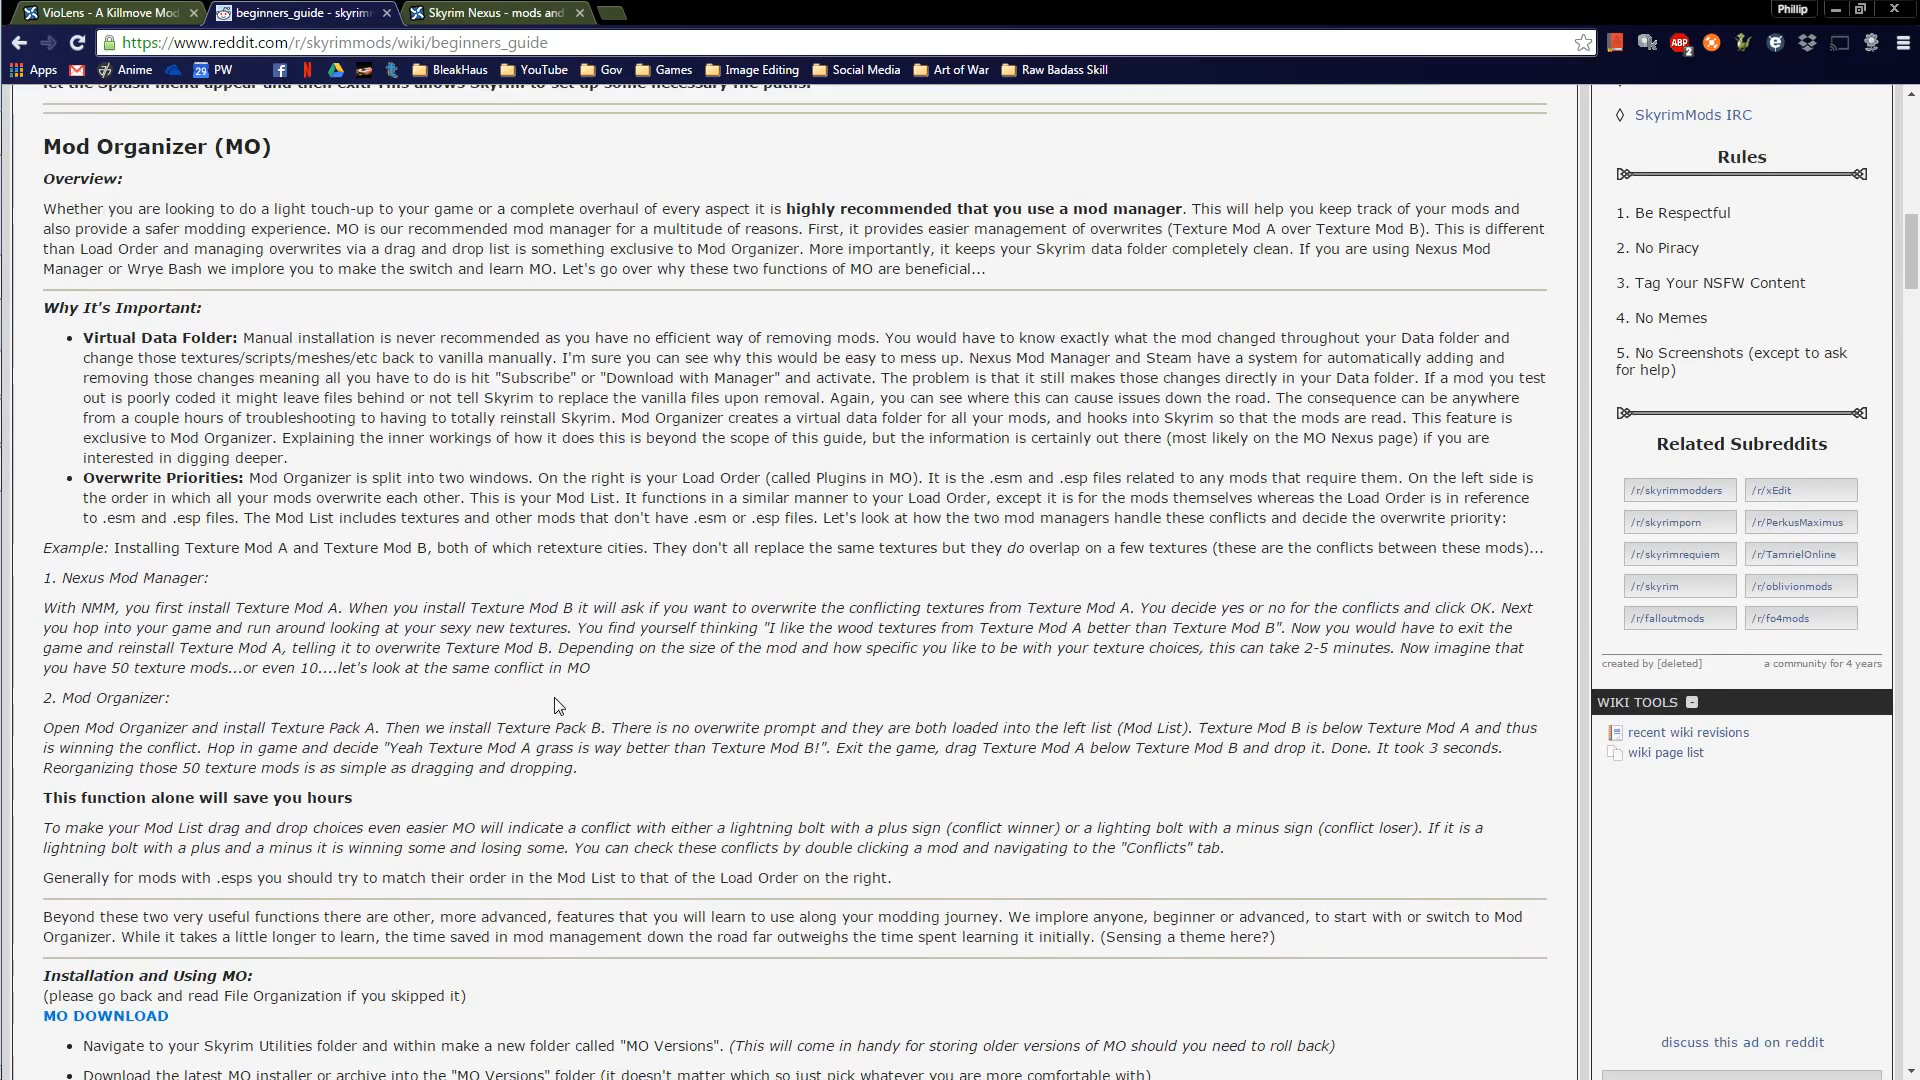 VioLens - A Killmove Mod
beginners_guide - skyrimm
Skyrim Nexus - mods and
Phillip
https://www.reddit.com/r/skyrimmods/wiki/beginners_guide
ABP
2
Apps
Anime
29 PW
BleakHaus
YouTube
Gov
Games
Image Editing
Social Media
Art of War
Raw Badass Skill
let the Splash menu appear and then exit. This allows Skyrim to set up some necessary file paths.
Mod Organizer (MO)
Overview:
Whether you are looking to do a light touch-up to your game or a complete overhaul of every aspect it is highly recommended that you use a mod manager. This will help you keep track of your mods and
also provide a safer modding experience. MO is our recommended mod manager for a multitude of reasons. First, it provides easier management of overwrites (Texture Mod A over Texture Mod B). This is different
than Load Order and managing overwrites via a drag and drop list is something exclusive to Mod Organizer. More importantly, it keeps your Skyrim data folder completely clean. If you are using Nexus Mod
Manager or Wrye Bash we implore you to make the switch and learn MO. Let's go over why these two functions of MO are beneficial...
Why It's Important:
• Virtual Data Folder: Manual installation is never recommended as you have no efficient way of removing mods. You would have to know exactly what the mod changed throughout your Data folder and
change those textures/scripts/meshes/etc back to vanilla manually. I'm sure you can see why this would be easy to mess up. Nexus Mod Manager and Steam have a system for automatically adding and
removing those changes meaning all you have to do is hit "Subscribe" or "Download with Manager" and activate. The problem is that it still makes those changes directly in your Data folder. If a mod you test
out is poorly coded it might leave files behind or not tell Skyrim to replace the vanilla files upon removal. Again, you can see where this can cause issues down the road. The consequence can be anywhere
from a couple hours of troubleshooting to having to totally reinstall Skyrim. Mod Organizer creates a virtual data folder for all your mods, and hooks into Skyrim so that the mods are read. This feature is
exclusive to Mod Organizer. Explaining the inner workings of how it does this is beyond the scope of this guide, but the information is certainly out there (most likely on the MO Nexus page) if you are
interested in digging deeper.
• Overwrite Priorities: Mod Organizer is split into two windows. On the right is your Load Order (called Plugins in MO). It is the .esm and .esp files related to any mods that require them. On the left side is
the order in which all your mods overwrite each other. This is your Mod List. It functions in a similar manner to your Load Order, except it is for the mods themselves whereas the Load Order is in reference
to .esm and .esp files. The Mod List includes textures and other mods that don't have .esm or .esp files. Let's look at how the two mod managers handle these conflicts and decide the overwrite priority:
Example: Installing Texture Mod A and Texture Mod B, both of which retexture cities. They don't all replace the same textures but they do overlap on a few textures (these are the conflicts between these mods)...
1. Nexus Mod Manager:
With NMM, you first install Texture Mod A. When you install Texture Mod B it will ask if you want to overwrite the conflicting textures from Texture Mod A. You decide yes or no for the conflicts and click OK. Next
you hop into your game and run around looking at your sexy new textures. You find yourself thinking "I like the wood textures from Texture Mod A better than Texture Mod B". Now you would have to exit the
game and reinstall Texture Mod A, telling it to overwrite Texture Mod B. Depending on the size of the mod and how specific you like to be with your texture choices, this can take 2-5 minutes. Now imagine that
you have 50 texture mods...or even 10....let's look at the same conflict in MO
2. Mod Organizer:
Open Mod Organizer and install Texture Pack A. Then we install Texture Pack B. There is no overwrite prompt and they are both loaded into the left list (Mod List). Texture Mod B is below Texture Mod A and thus
is winning the conflict. Hop in game and decide "Yeah Texture Mod A grass is way better than Texture Mod B!". Exit the game, drag Texture Mod A below Texture Mod B and drop it. Done. It took 3 seconds.
Reorganizing those 50 texture mods is as simple as dragging and dropping.
This function alone will save you hours
To make your Mod List drag and drop choices even easier MO will indicate a conflict with either a lightning bolt with a plus sign (conflict winner) or a lighting bolt with a minus sign (conflict loser). If it is a
lightning bolt with a plus and a minus it is winning some and losing some. You can check these conflicts by double clicking a mod and navigating to the "Conflicts" tab.
Generally for mods with .esps you should try to match their order in the Mod List to that of the Load Order on the right.
Beyond these two very useful functions there are other, more advanced, features that you will learn to use along your modding journey. We implore anyone, beginner or advanced, to start with or switch to Mod
Organizer. While it takes a little longer to learn, the time saved in mod management down the road far outweighs the time spent learning it initially. (Sensing a theme here?)
Installation and Using MO:
(please go back and read File Organization if you skipped it)
MO DOWNLOAD
• Navigate to your Skyrim Utilities folder and within make a new folder called "MO Versions". (This will come in handy for storing older versions of MO should you need to roll back)
• Download the latest MO installer or archive into the "MO Versions" folder (it doesn't matter which so just pick whatever you are more comfortable with)
SkyrimMods IRC
Rules
1. Be Respectful
2. No Piracy
3. Tag Your NSFW Content
4. No Memes
5. No Screenshots (except to ask
for help)
Related Subreddits
/r/skyrimmodders
/r/xEdit
/r/skyrimporn
/r/PerkusMaximus
/r/skyrimrequiem
/r/TamrielOnline
/r/skyrim
/r/oblivionmods
/r/falloutmods
/r/fo4mods
created by [deleted]
a community for 4 years
WIKI TOOLS
recent wiki revisions
wiki page list
discuss this ad on reddit